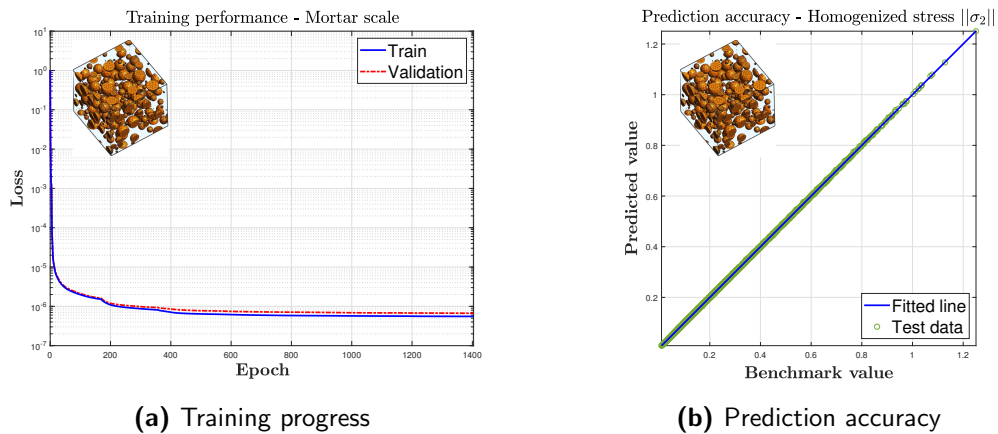 Training performance - Mortar scale
10^1
10^0
10^-1
10^-2
10^-3
10^-4
10^-5
10^-6
10^-7
Loss
Train
Validation
0 200 400 600 800 1000 1200 1400
Epoch
(a) Training progress
Prediction accuracy - Homogenized stress ||σ_2||
1.2
1
0.8
0.6
0.4
0.2
Predicted value
Fitted line
Test data
0.2 0.4 0.6 0.8 1 1.2
Benchmark value
(b) Prediction accuracy